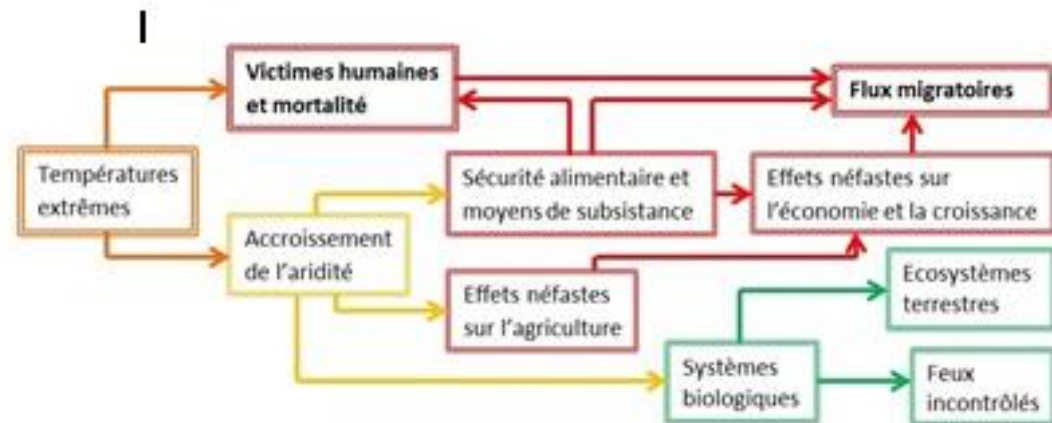 I
Victimes humaines
et mortalité
Flux migratoires
Températures
extrêmes
Sécurité alimentaire et
moyens de subsistance
Effets néfastes sur
l'économie et la croissance
Accroissement
de l'aridité
Effets néfastes
sur l'agriculture
Ecosystèmes
terrestres
Systèmes
biologiques
Feux
incontrôlés